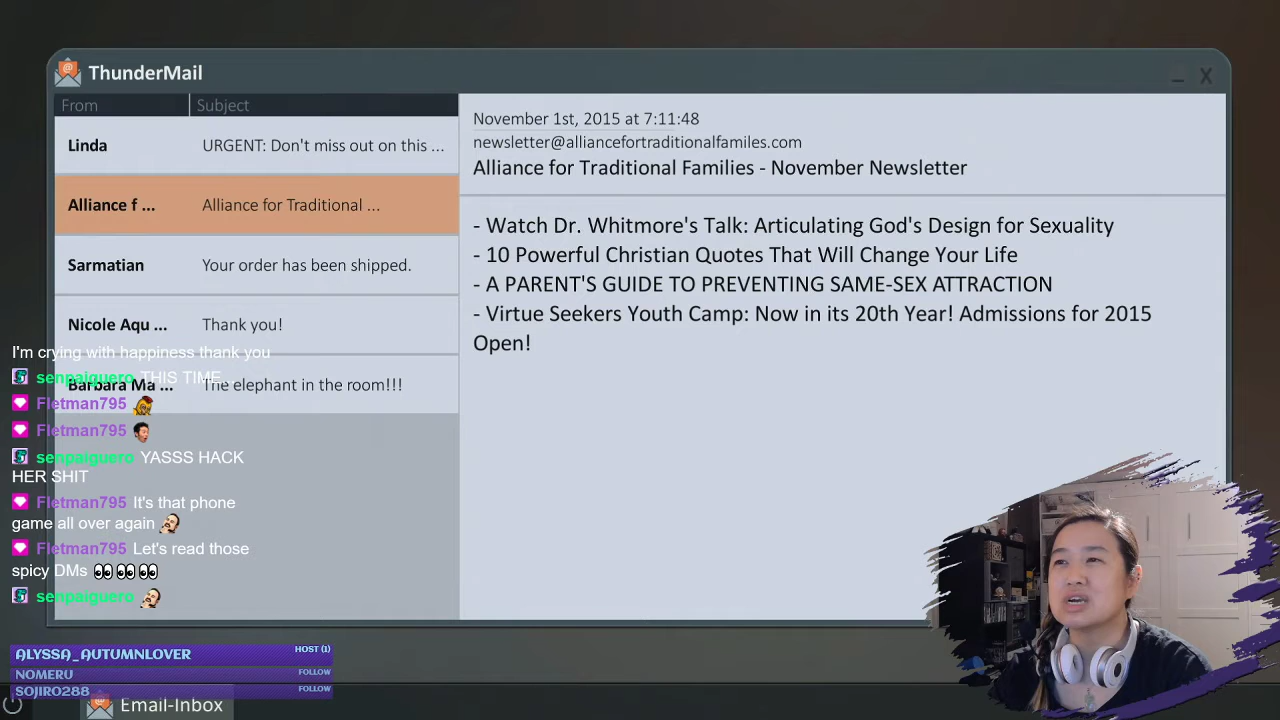 ThunderMail
From Subject
Linda URGENT: Don't miss out on this ...
Alliance f ... Alliance for Traditional ...
Sarmatian Your order has been shipped.
Nicole Aqu ... Thank you!
Barbara Ma ... The elephant in the room!!!
November 1st, 2015 at 7:11:48
newsletter@alliancefortraditionalfamiles.com
Alliance for Traditional Families - November Newsletter
- Watch Dr. Whitmore's Talk: Articulating God's Design for Sexuality
- 10 Powerful Christian Quotes That Will Change Your Life
- A PARENT'S GUIDE TO PREVENTING SAME-SEX ATTRACTION
- Virtue Seekers Youth Camp: Now in its 20th Year! Admissions for 2015
Open!
I'm crying with happiness thank you
senpaiguero THIS TIME...
Fletman795
Fletman795
senpaiguero YASSS HACK
HER SHIT
Fletman795 It's that phone
game all over again
Fletman795 Let's read those
spicy DMs
senpaiguero
ALYSSA_AUTUMNLOVER HOST (1)
NOMERU FOLLOW
SOJIRO288 FOLLOW
Email-Inbox